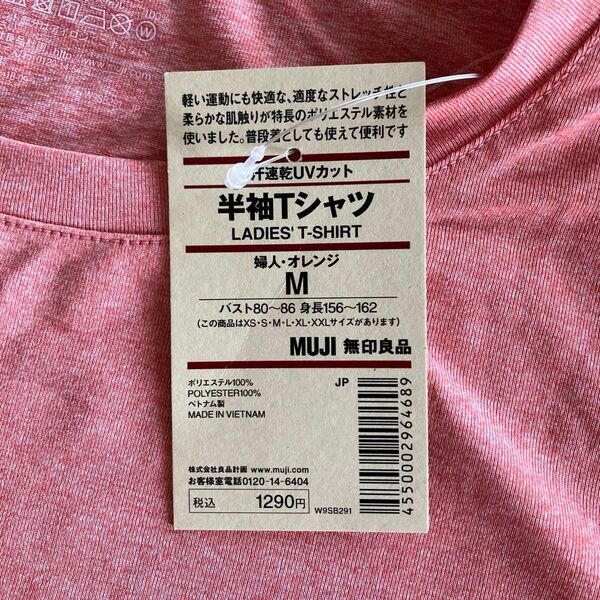 軽い運動にも快適な、適度なストレッチ性と
柔らかな肌触りが特長のポリエステル素材を
使いました。普段着としても使えて便利です
汗速乾UVカット
半袖Tシャツ
LADIES' T-SHIRT
婦人・オレンジ
M
バスト80〜86 身長156〜162
(この商品はXS・S・M・L・XL・XXLサイズがあります)
MUJI 無印良品
ポリエステル100%
POLYESTER100%
ベトナム製
MADE IN VIETNAM
JP
4550002964689
株式会社良品計画 www.muji.com
お客様室電話0120-14-6404
税込 1290円
W9SB291